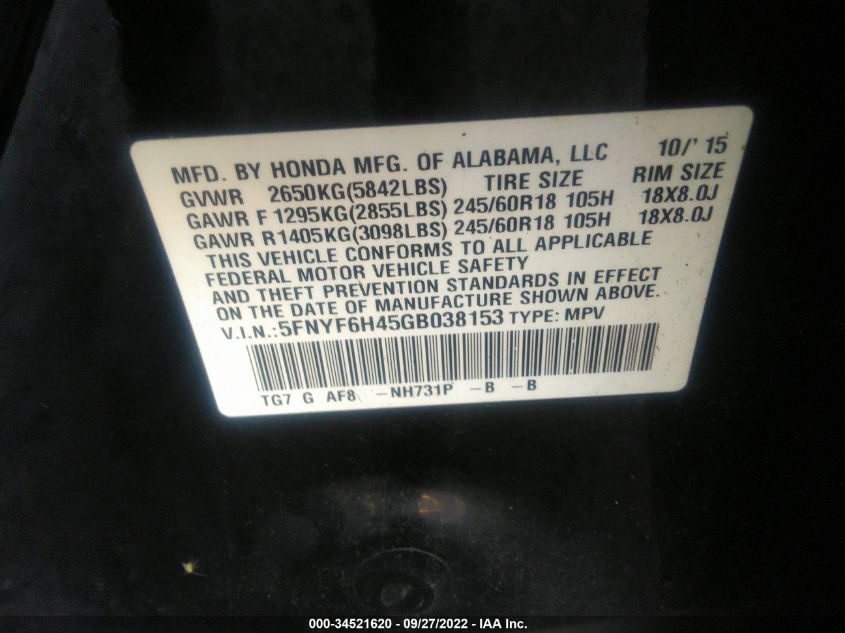 MFD. BY HONDA MFG. OF ALABAMA, LLC 10/' 15
GVWR 2650KG(5842LBS) TIRE SIZE RIM SIZE
GAWR F 1295KG(2855LBS) 245/60R18 105H 18X8.0J
GAWR R1405KG(3098LBS) 245/60R18 105H 18X8.0J
THIS VEHICLE CONFORMS TO ALL APPLICABLE
FEDERAL MOTOR VEHICLE SAFETY
AND THEFT PREVENTION STANDARDS IN EFFECT
ON THE DATE OF MANUFACTURE SHOWN ABOVE.
V.I.N.:5FNYF6H45GB038153 TYPE: MPV
TG7 G AF8 -NH731P -B -B
000-34521620 - 09/27/2022 - IAA Inc.